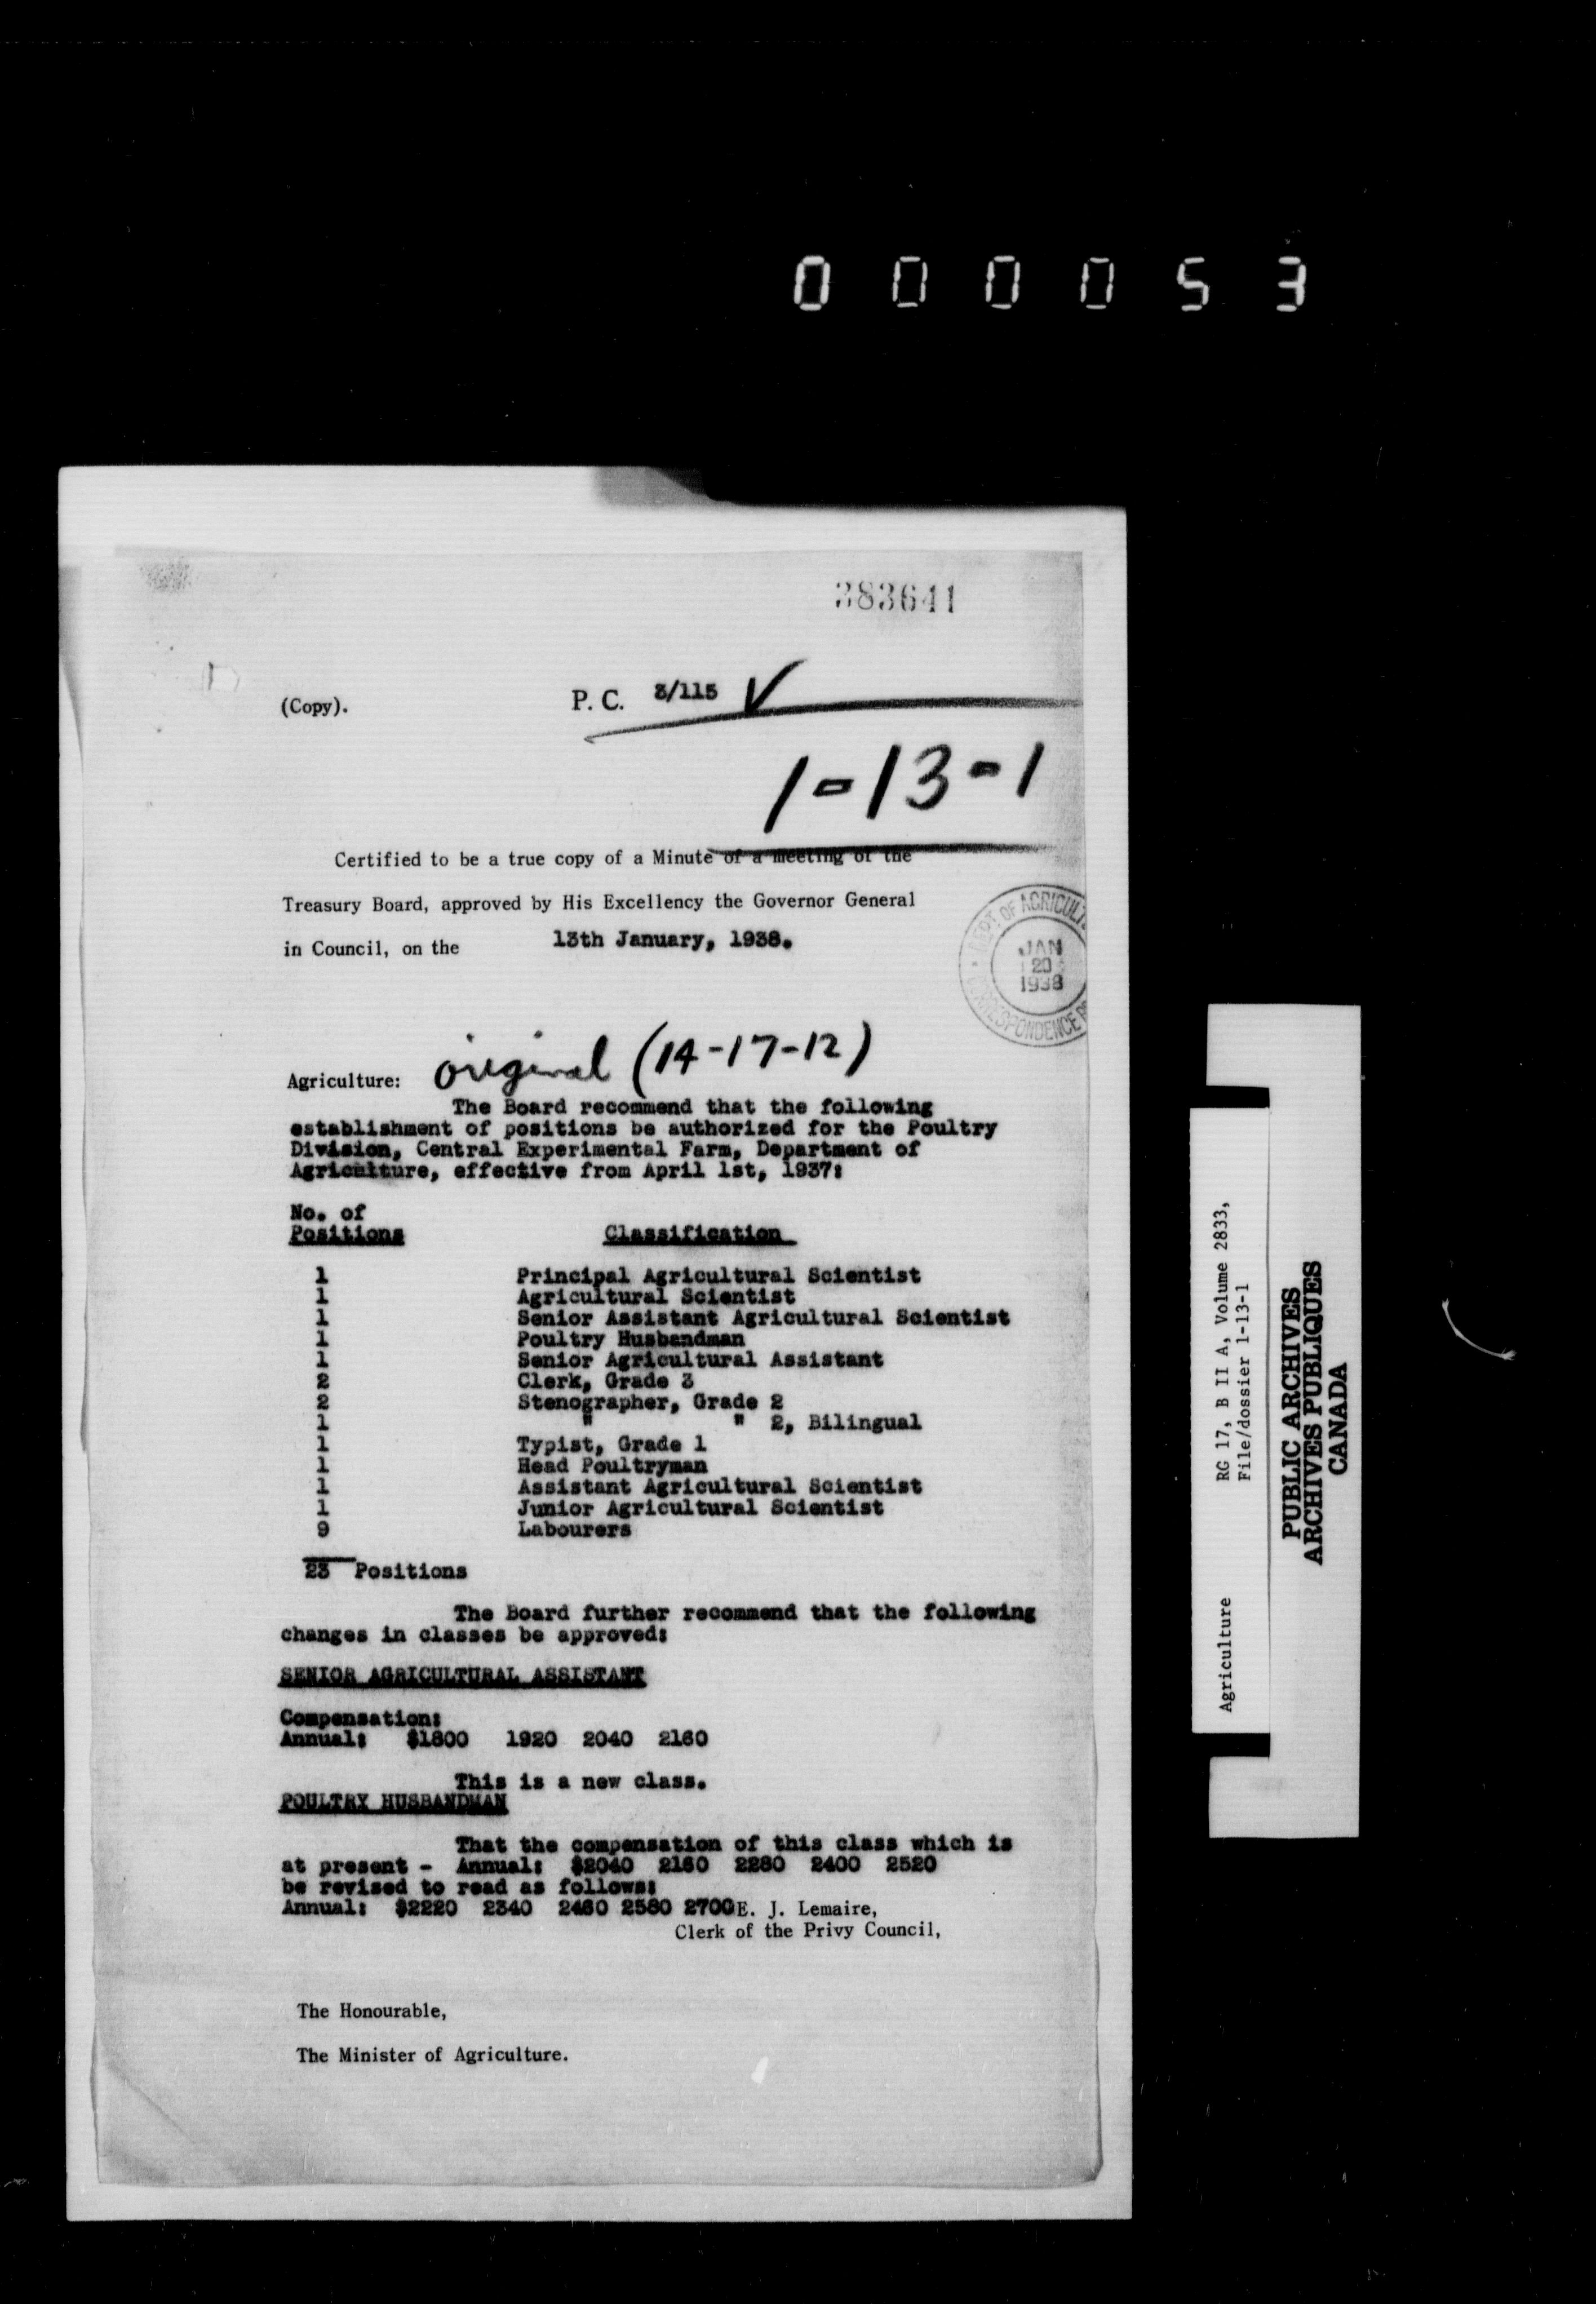 0 0 0 0 5 3
383641
(Copy). P. C. 3/115 ✓
1-13-1
Certified to be a true copy of a Minute of a meeting of the
Treasury Board, approved by His Excellency the Governor General
in Council, on the 13th January, 1938.
DEPT OF AGRICULT
JAN
20
1938
CORRESPONDENCE
Agriculture: original (14-17-12)
The Board recommend that the following
establishment of positions be authorized for the Poultry
Division, Central Experimental Farm, Department of
Agriculture, effective from April 1st, 1937:
No. of
Positions Classification
1 Principal Agricultural Scientist
1 Agricultural Scientist
1 Senior Assistant Agricultural Scientist
1 Poultry Husbandman
1 Senior Agricultural Assistant
2 Clerk, Grade 3
2 Stenographer, Grade 2
1 " " 2, Bilingual
1 Typist, Grade 1
1 Head Poultryman
1 Assistant Agricultural Scientist
1 Junior Agricultural Scientist
9 Labourers
23 Positions
The Board further recommend that the following
changes in classes be approved:
SENIOR AGRICULTURAL ASSISTANT
Compensation:
Annual: $1800 1920 2040 2160
This is a new class.
POULTRY HUSBANDMAN
That the compensation of this class which is
at present - Annual: $2040 2160 2280 2400 2520
be revised to read as follows:
Annual: $2220 2340 2460 2580 2700 E. J. Lemaire,
Clerk of the Privy Council,
The Honourable,
The Minister of Agriculture.
Agriculture RG 17, B II A, Volume 2833,
File/dossier 1-13-1
PUBLIC ARCHIVES
ARCHIVES PUBLIQUES
CANADA